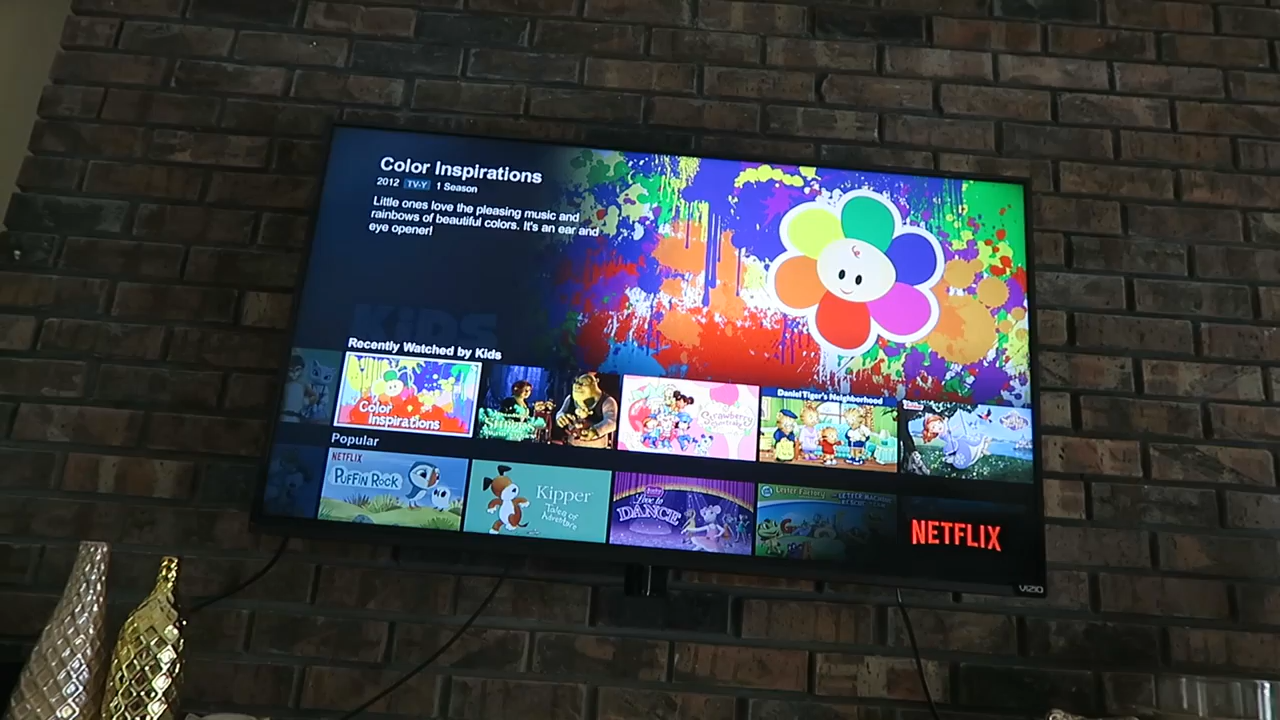 Color Inspirations
2012 TV-Y 1 Season
Little ones love the pleasing music and
rainbows of beautiful colors. It's an ear and
eye opener!
KiDS
Recently Watched by Kids
Color
Inspirations
Strawberry
Shortcake
Daniel Tiger's Neighborhood
Popular
NETFLIX
PUFFIN ROCK
Kipper
Tales of
Adventure
Live to
DANCE
Letter Factory
NETFLIX
VIZIO